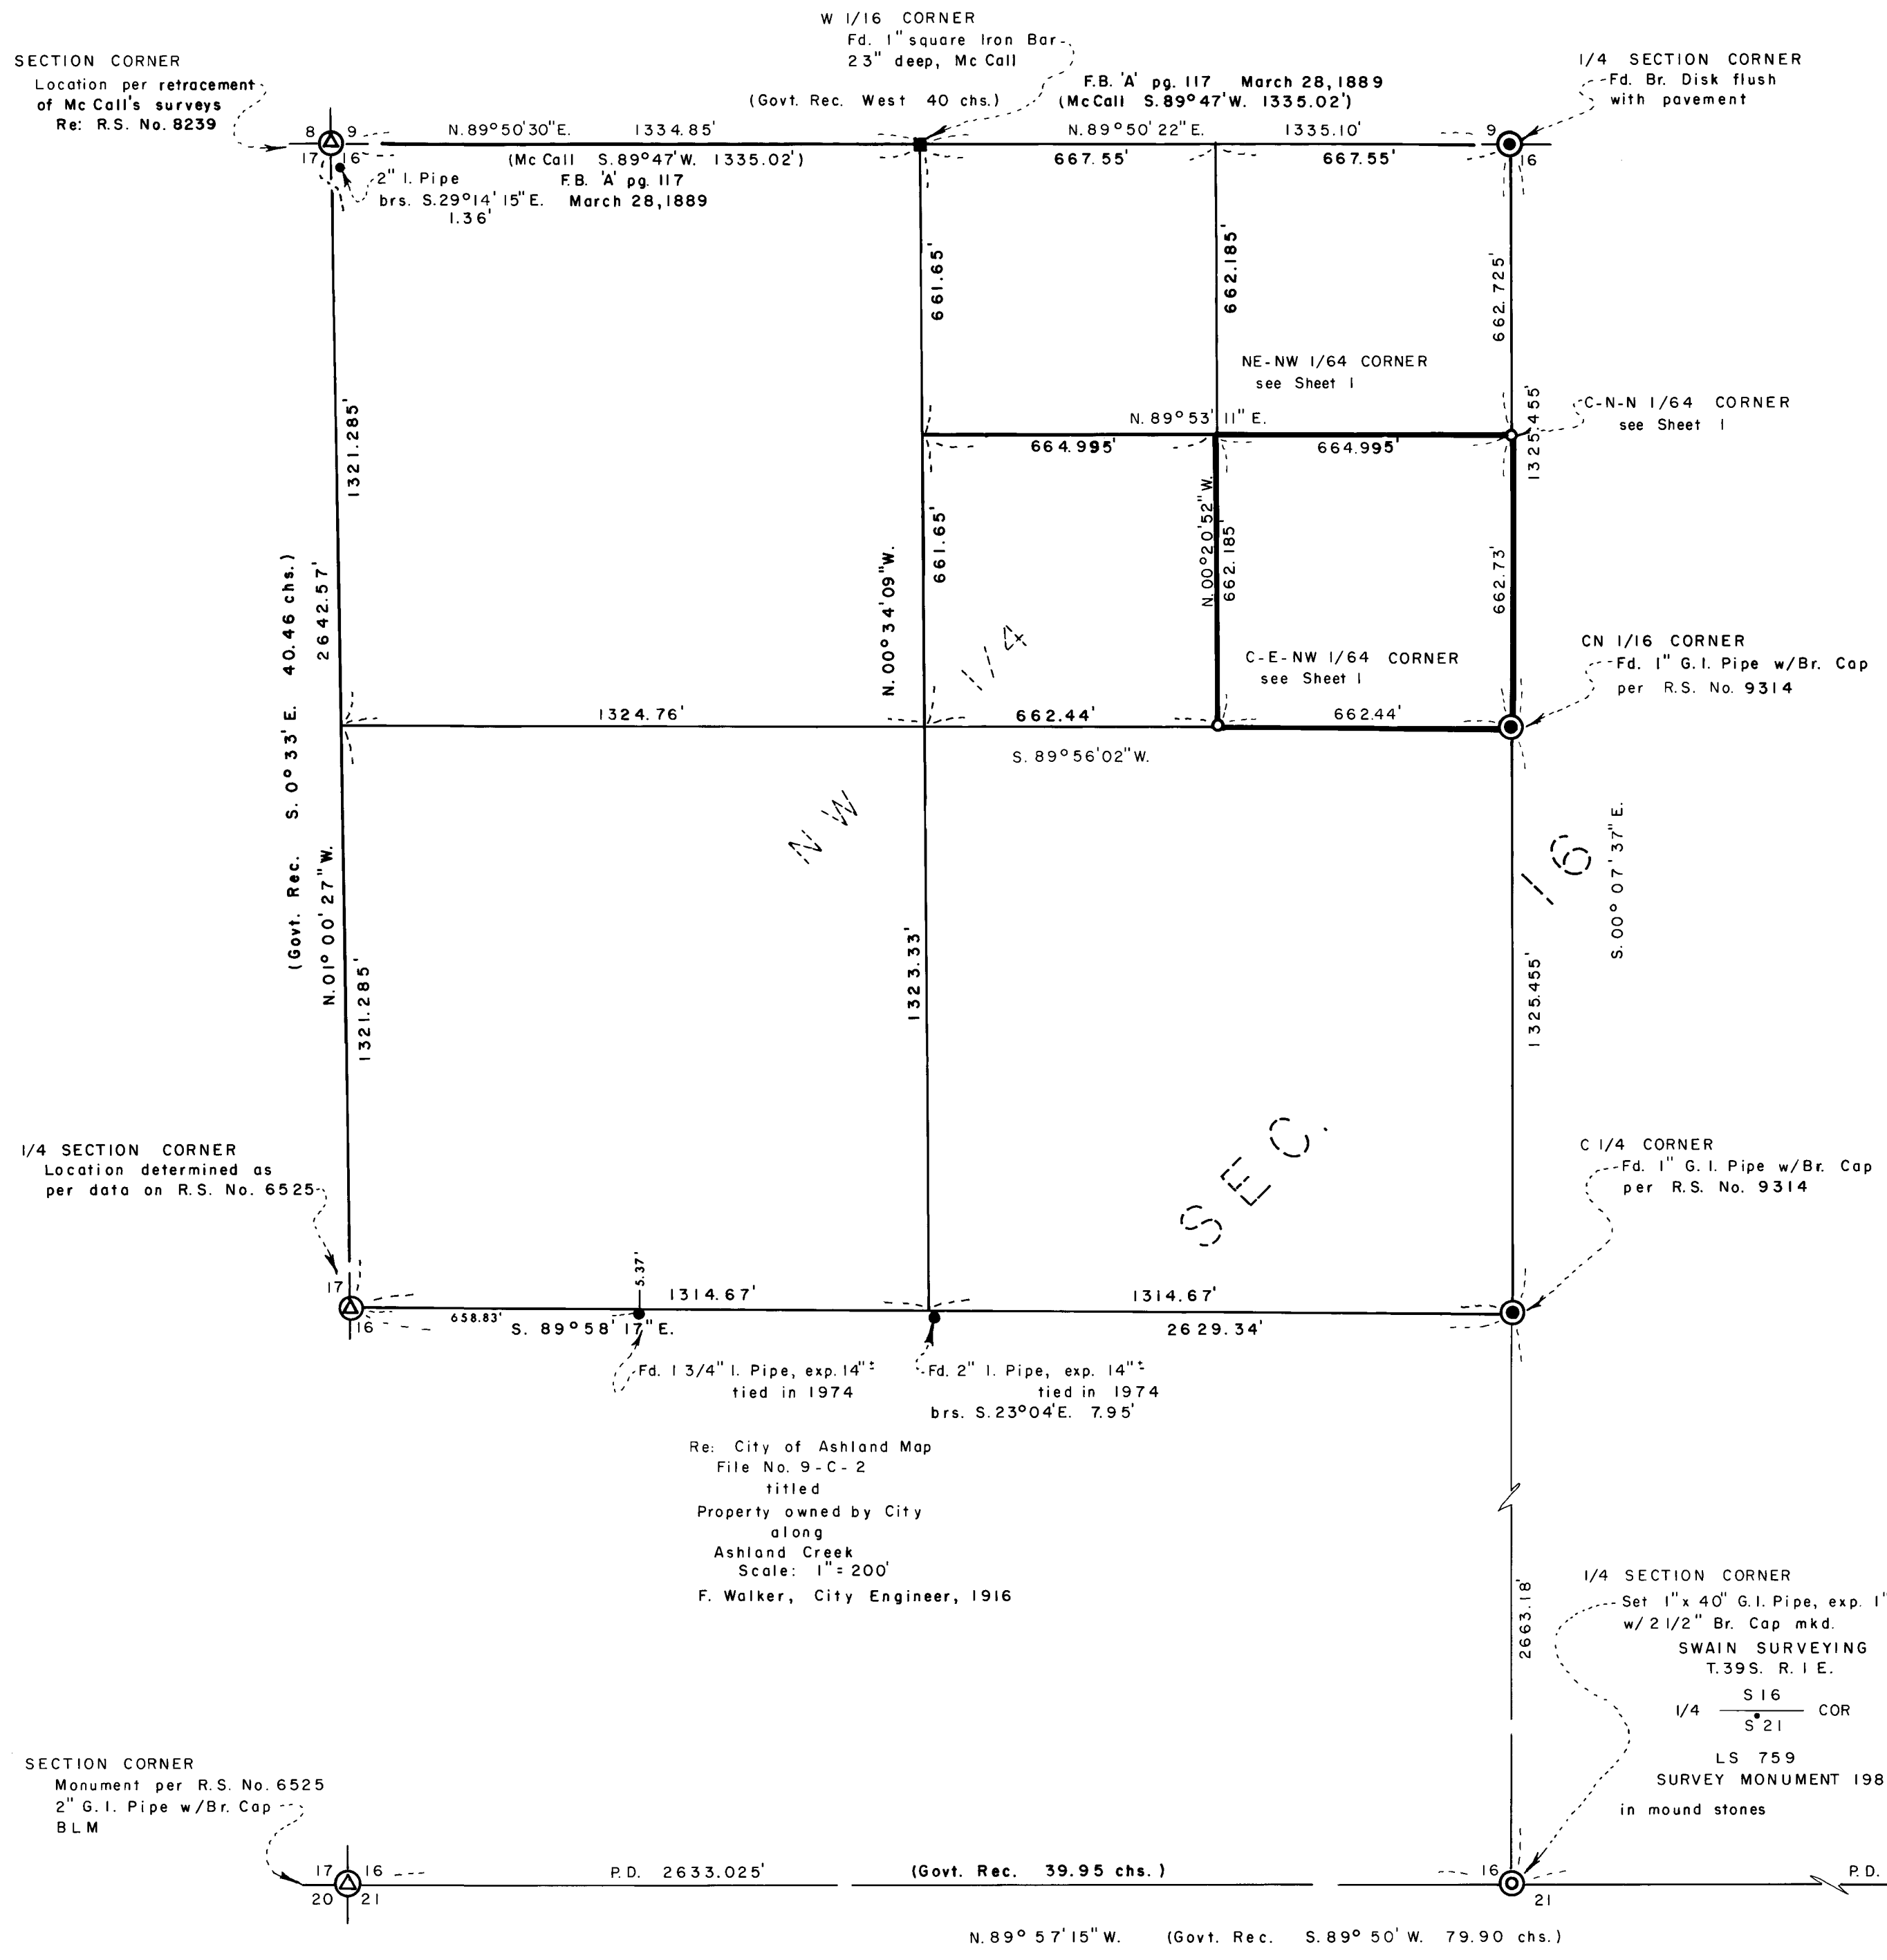 W 1/16 CORNER
Fd. 1" square Iron Bar
23" deep, Mc Call
SECTION CORNER
Location per retracement
of Mc Call's surveys
Re: R.S. No. 8239
1/4 SECTION CORNER
Fd. Br. Disk flush
with pavement
F.B. 'A' pg. 117 March 28, 1889
(Govt. Rec. West 40 chs.)
(McCall S. 89° 47' W. 1335.02')
8 9
17 16
N. 89° 50' 30" E. 1334.85'
N. 89° 50' 22" E. 1335.10'
9
16
(Mc Call S. 89° 47' W. 1335.02')
667.55'
667.55'
F.B. 'A' pg. 117
March 28, 1889
2" I. Pipe
brs. S. 29° 14' 15" E.
1.36'
661.65'
662.185'
662.725'
NE-NW 1/64 CORNER
see Sheet 1
C-N-N 1/64 CORNER
see Sheet 1
1325.455'
N. 89° 53' 11" E.
664.995'
664.995'
1321.285'
N. 00° 20' 52" W.
662.185'
661.65'
662.73'
N. 00° 34' 09" W.
(Govt. Rec. S. 0° 33' E. 40.46 chs.)
2642.57'
N. 01° 00' 27" W.
1/4
C-E-NW 1/64 CORNER
see Sheet 1
CN 1/16 CORNER
Fd. 1" G.I. Pipe w/Br. Cap
per R.S. No. 9314
1324.76'
662.44'
662.44'
S. 89° 56' 02" W.
NW
16
S. 00° 07' 37" E.
1321.285'
1323.33'
1325.455'
SEC.
1/4 SECTION CORNER
Location determined as
per data on R.S. No. 6525
C 1/4 CORNER
Fd. 1" G.I. Pipe w/Br. Cap
per R.S. No. 9314
17
16
5.37'
1314.67'
1314.67'
658.83'
S. 89° 58' 17" E.
2629.34'
Fd. 1 3/4" I. Pipe, exp. 14"±
tied in 1974
Fd. 2" I. Pipe, exp. 14"±
tied in 1974
brs. S. 23° 04' E. 7.95'
Re: City of Ashland Map
File No. 9-C-2
titled
Property owned by City
along
Ashland Creek
Scale: 1" = 200'
F. Walker, City Engineer, 1916
2663.18'
1/4 SECTION CORNER
Set 1" x 40" G.I. Pipe, exp. 1"
w/ 2 1/2" Br. Cap mkd.
SWAIN SURVEYING
T. 39 S. R. 1 E.
S 16
1/4 COR
S 21
LS 759
SURVEY MONUMENT 198
in mound stones
SECTION CORNER
Monument per R.S. No. 6525
2" G.I. Pipe w/Br. Cap
BLM
17 16
20 21
P.D. 2633.025'
(Govt. Rec. 39.95 chs.)
16
21
P.D.
N. 89° 57' 15" W. (Govt. Rec. S. 89° 50' W. 79.90 chs.)